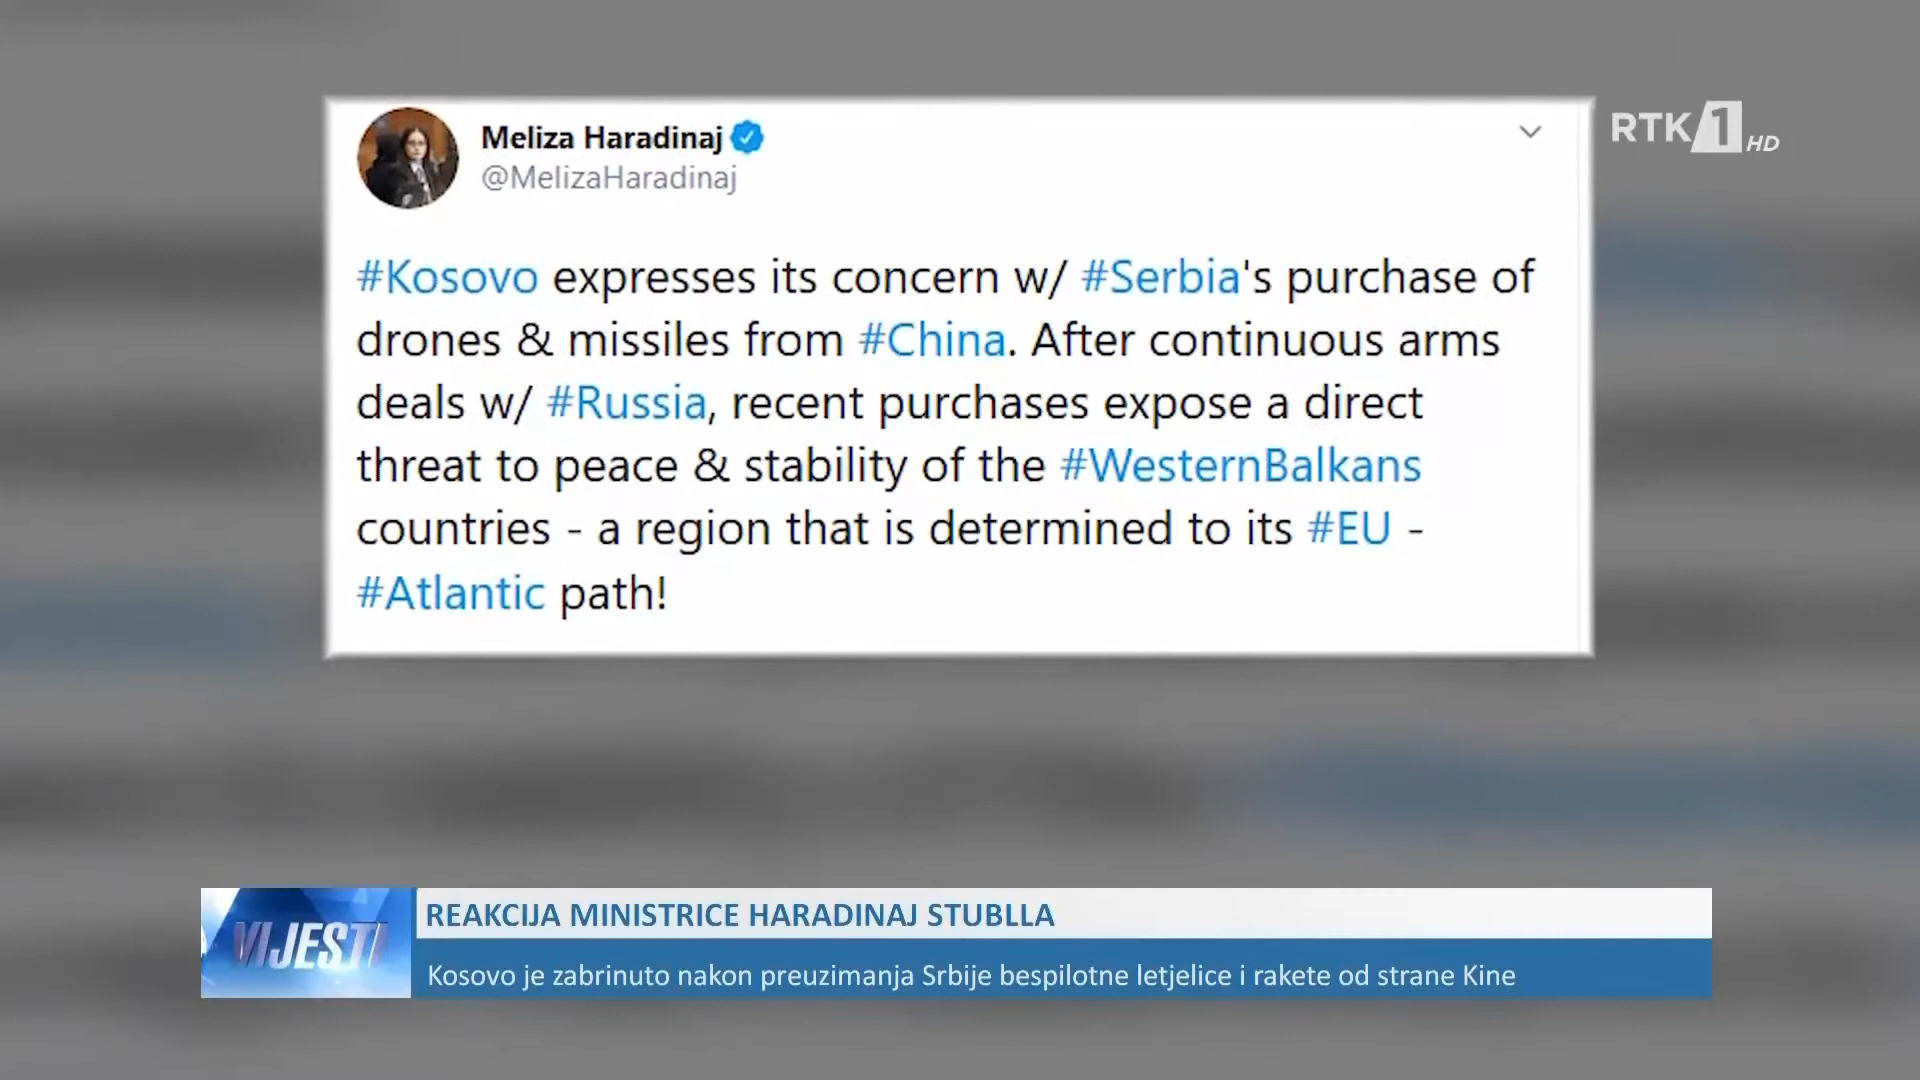 Meliza Haradinaj
@MelizaHaradinaj
RTK 1 HD
#Kosovo expresses its concern w/ #Serbia's purchase of
drones & missiles from #China. After continuous arms
deals w/ #Russia, recent purchases expose a direct
threat to peace & stability of the #WesternBalkans
countries - a region that is determined to its #EU -
#Atlantic path!
VIJESTI
REAKCIJA MINISTRICE HARADINAJ STUBLLA
Kosovo je zabrinuto nakon preuzimanja Srbije bespilotne letjelice i rakete od strane Kine